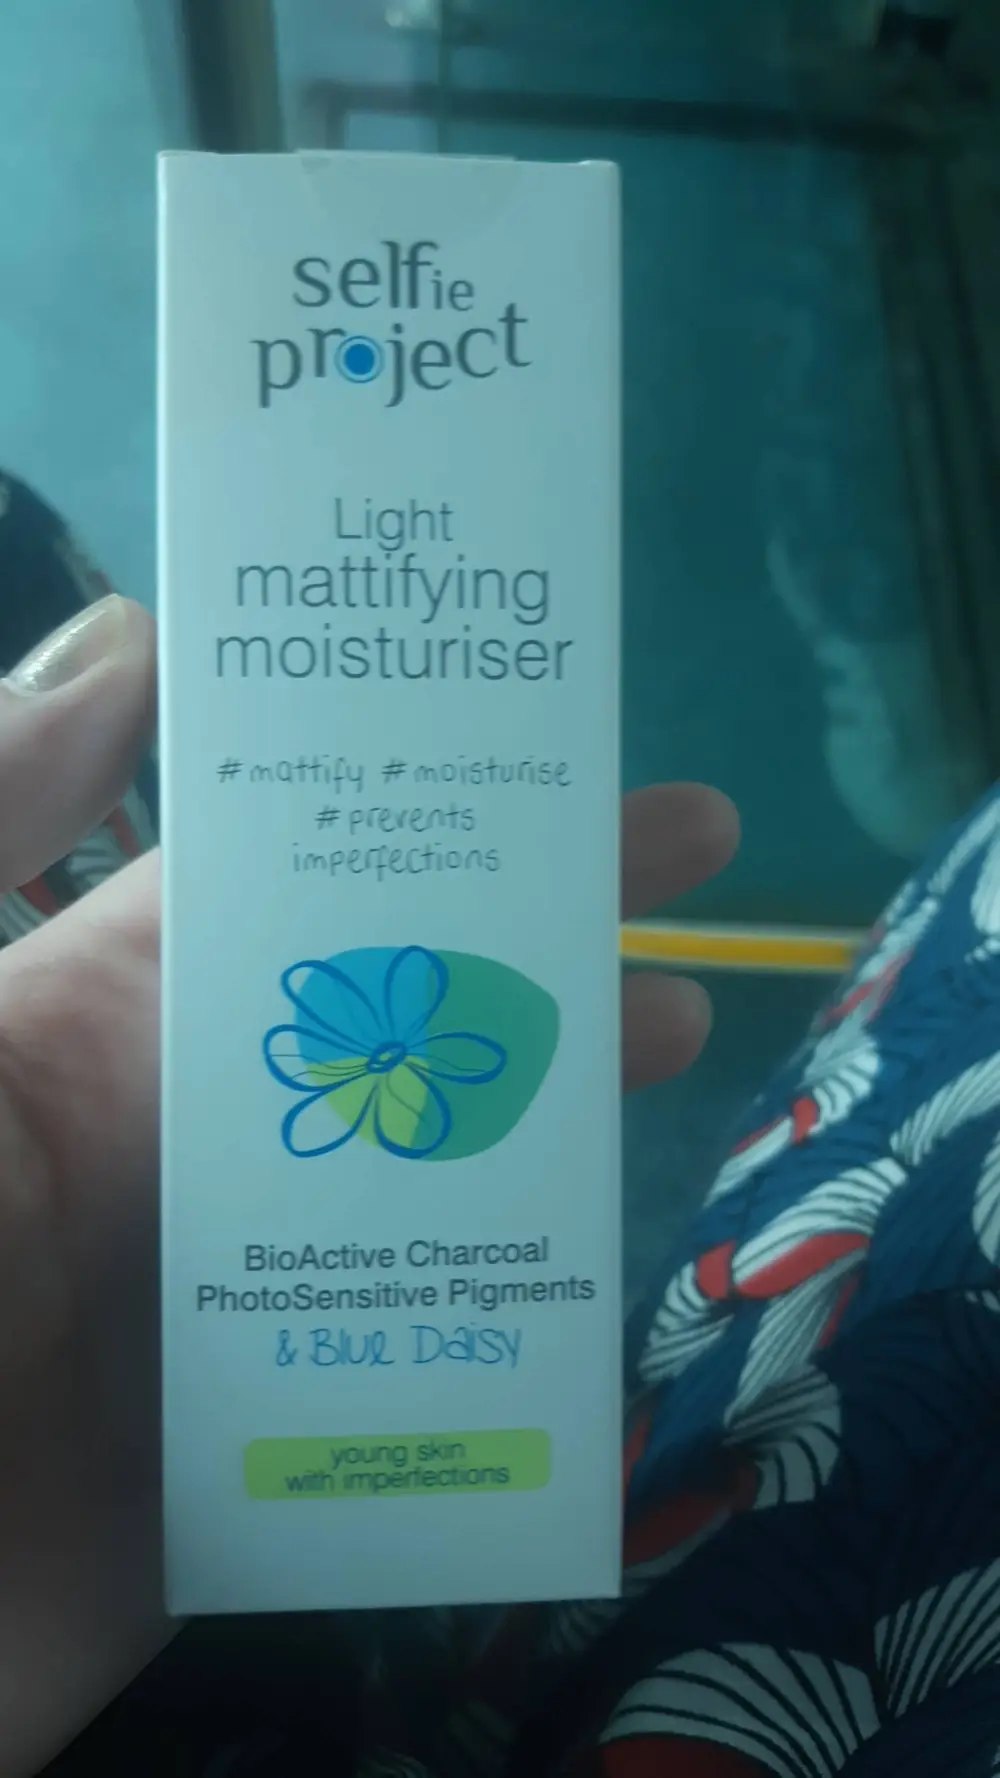 selfie
project
Light
mattifying
moisturiser
#mattify #moisturise
#prevents
imperfections
BioActive Charcoal
PhotoSensitive Pigments
& Blue Daisy
young skin
with imperfections